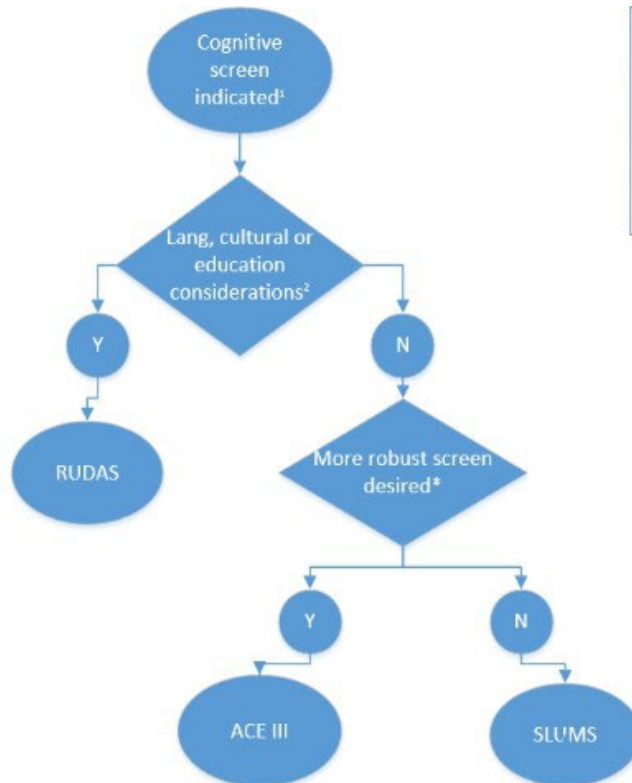 Cognitive
screen
indicated¹
Lang, cultural or
education
considerations²
Y
N
RUDAS
More robust screen
desired*
Y
N
ACE III
SLUMS